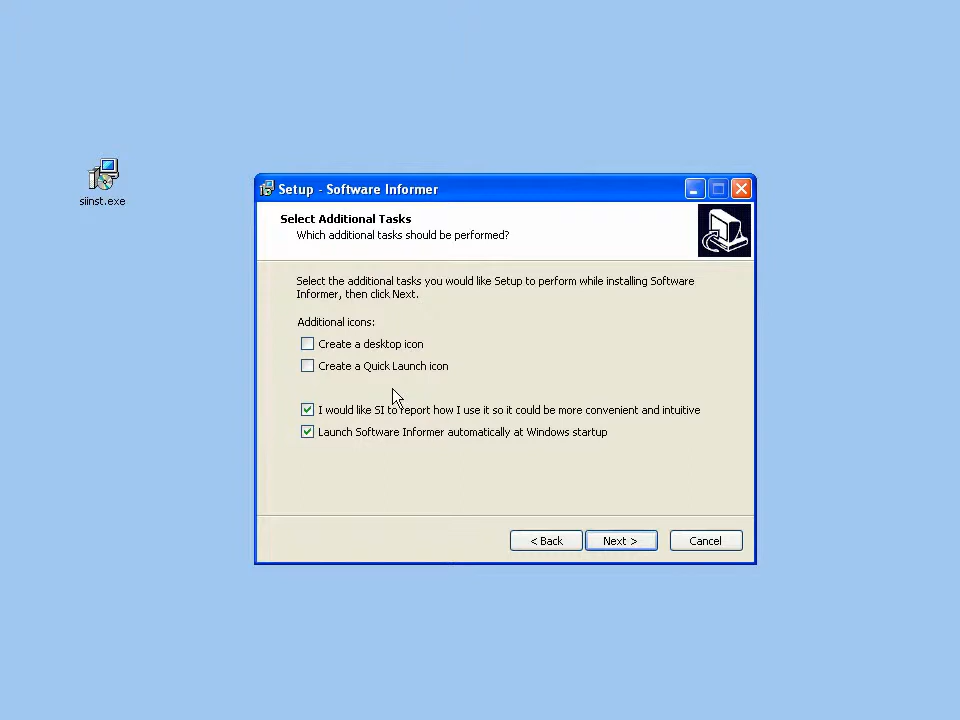 siinst.exe
Setup - Software Informer
Select Additional Tasks
Which additional tasks should be performed?
Select the additional tasks you would like Setup to perform while installing Software
Informer, then click Next.
Additional icons:
Create a desktop icon
Create a Quick Launch icon
I would like SI to report how I use it so it could be more convenient and intuitive
Launch Software Informer automatically at Windows startup
< Back
Next >
Cancel